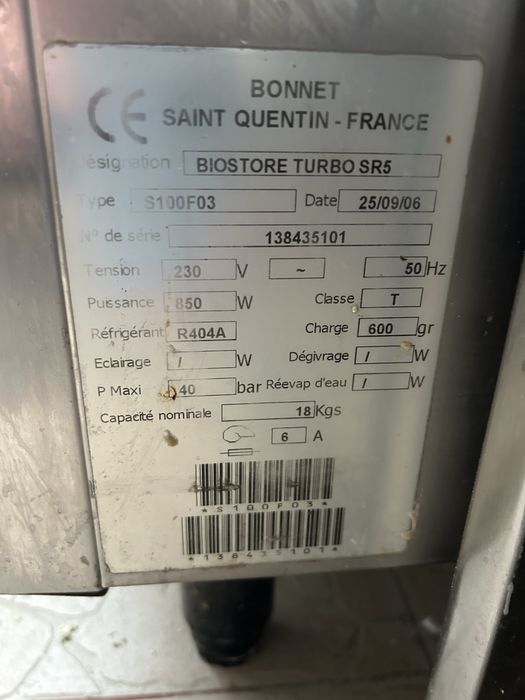 CE BONNET
SAINT QUENTIN - FRANCE
Désignation BIOSTORE TURBO SR5
Type S100F03 Date 25/09/06
N° de série 138435101
Tension 230 V ~ 50 Hz
Puissance 850 W Classe T
Réfrigérant R404A Charge 600 gr
Eclairage / W Dégivrage / W
P Maxi 40 bar Réevap d'eau / W
Capacité nominale 18 Kgs
6 A
*S100F03*
*138435101*